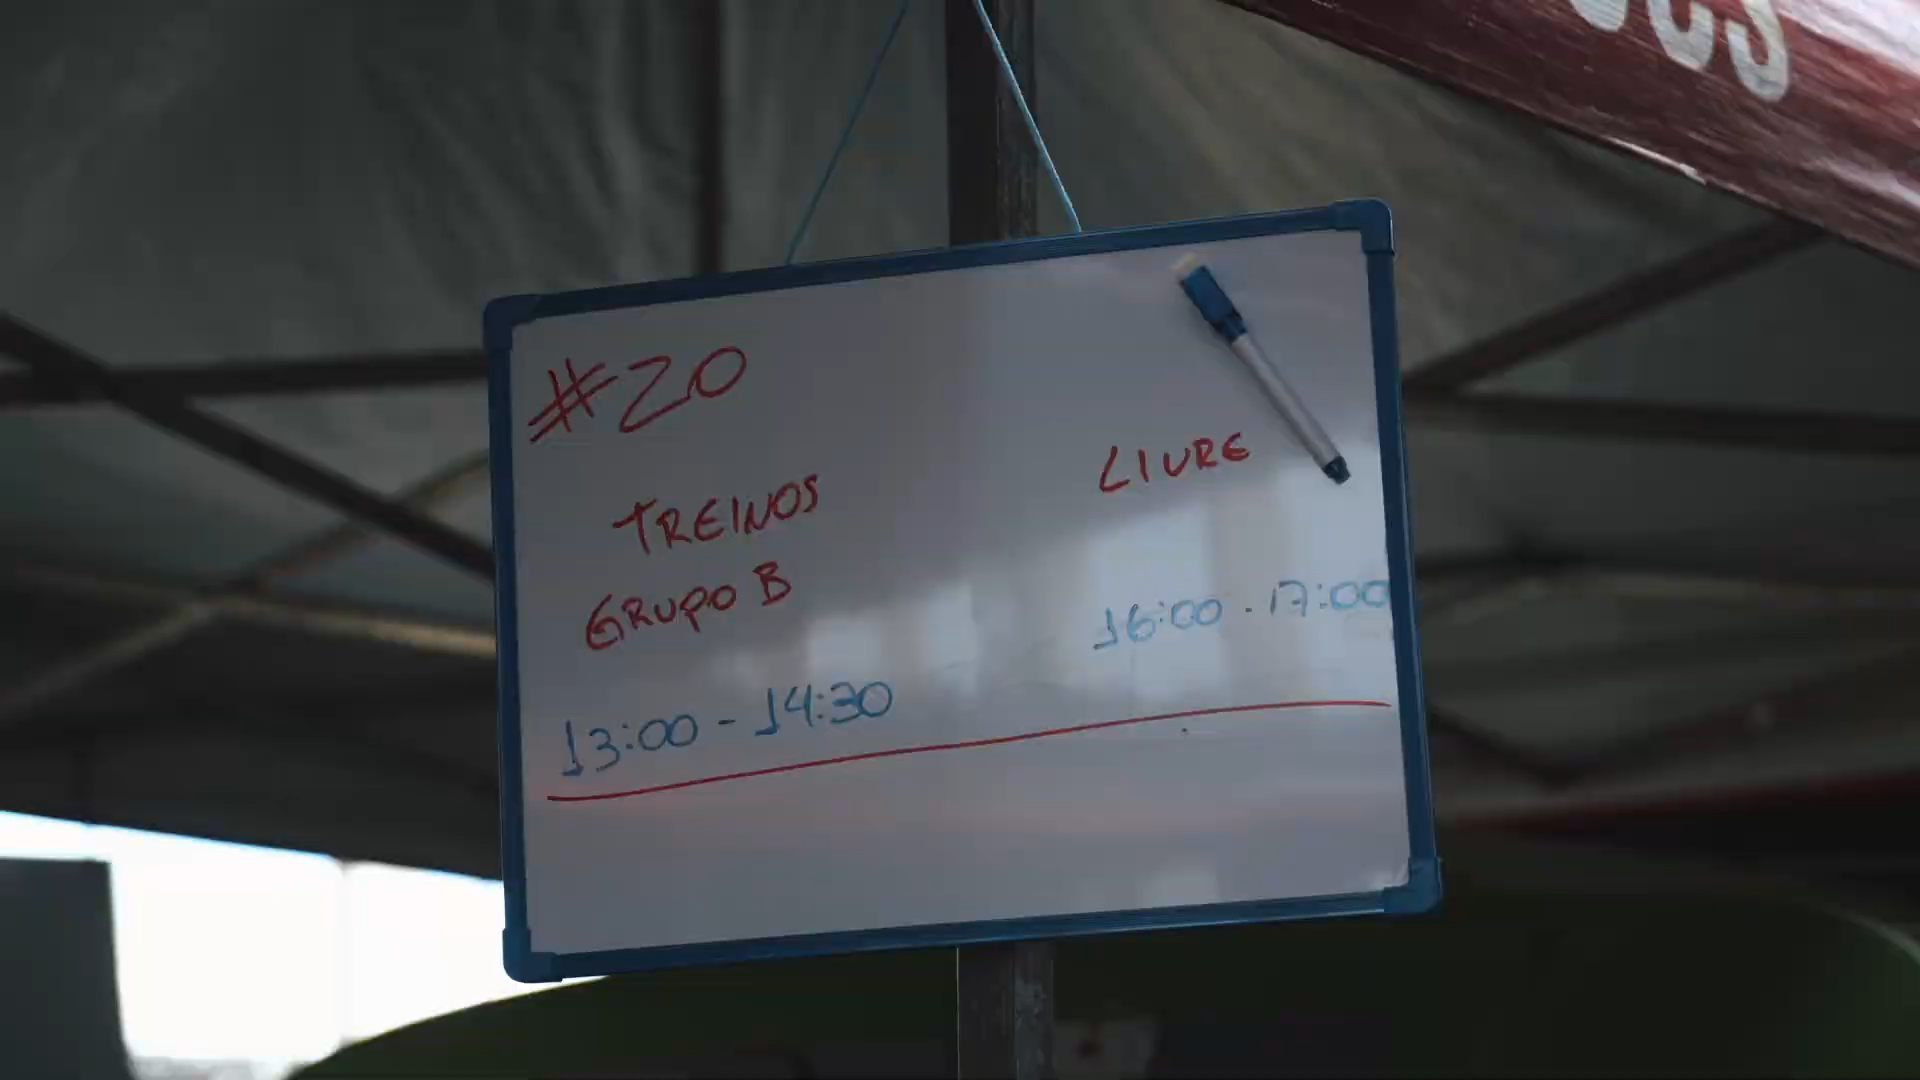 #20
TREINOS
GRUPO B
13:00 - 14:30
LIVRE
16:00 - 17:00